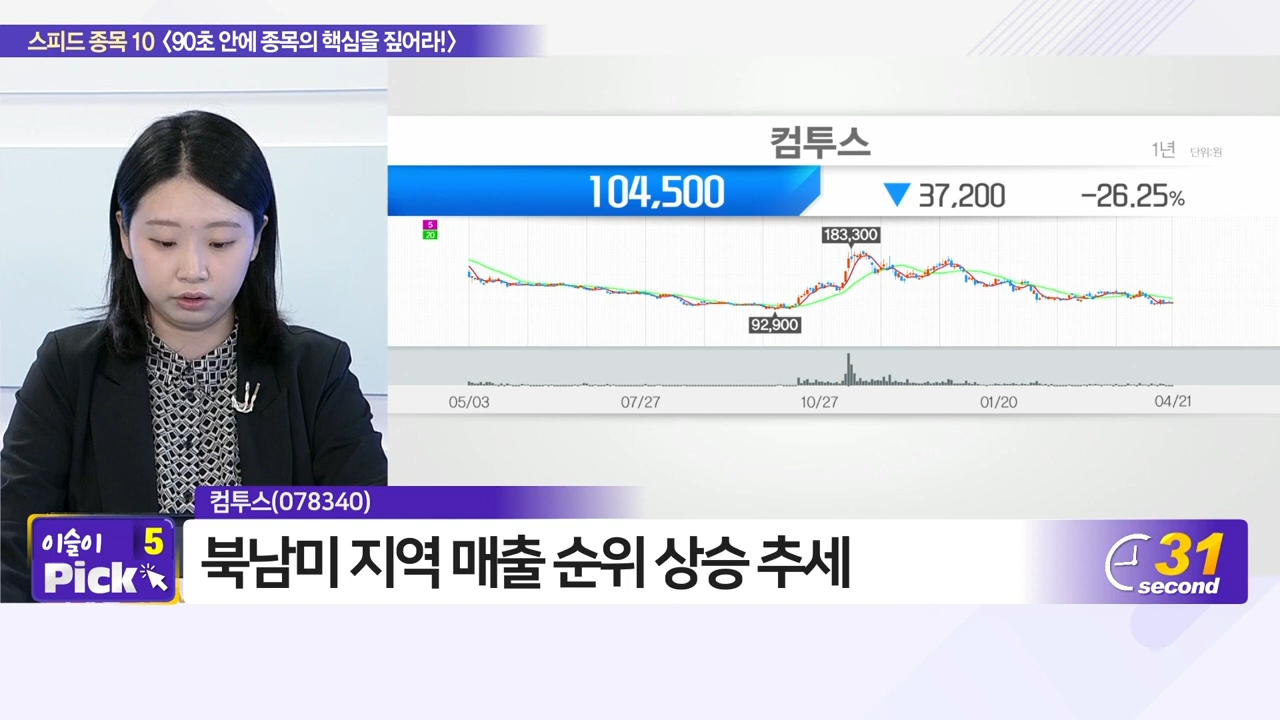 스피드 종목 10 〈90초 안에 종목의 핵심을 짚어라!〉
컴투스
1년 단위:원
104,500 ▼ 37,200 -26.25%
5
20
183,300
92,900
05/03 07/27 10/27 01/20 04/21
컴투스(078340)
이슬이 5
Pick
북남미 지역 매출 순위 상승 추세
31
second